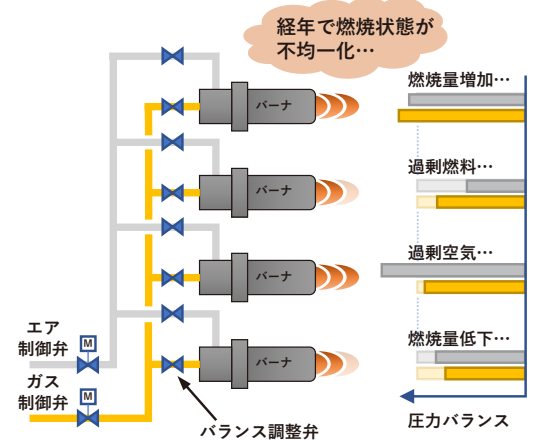 経年で燃焼状態が
不均一化…
燃焼量増加…
バーナ
過剰燃料…
バーナ
過剰空気…
バーナ
エア
制御弁
M
燃焼量低下…
バーナ
ガス
制御弁
M
バランス調整弁
圧力バランス